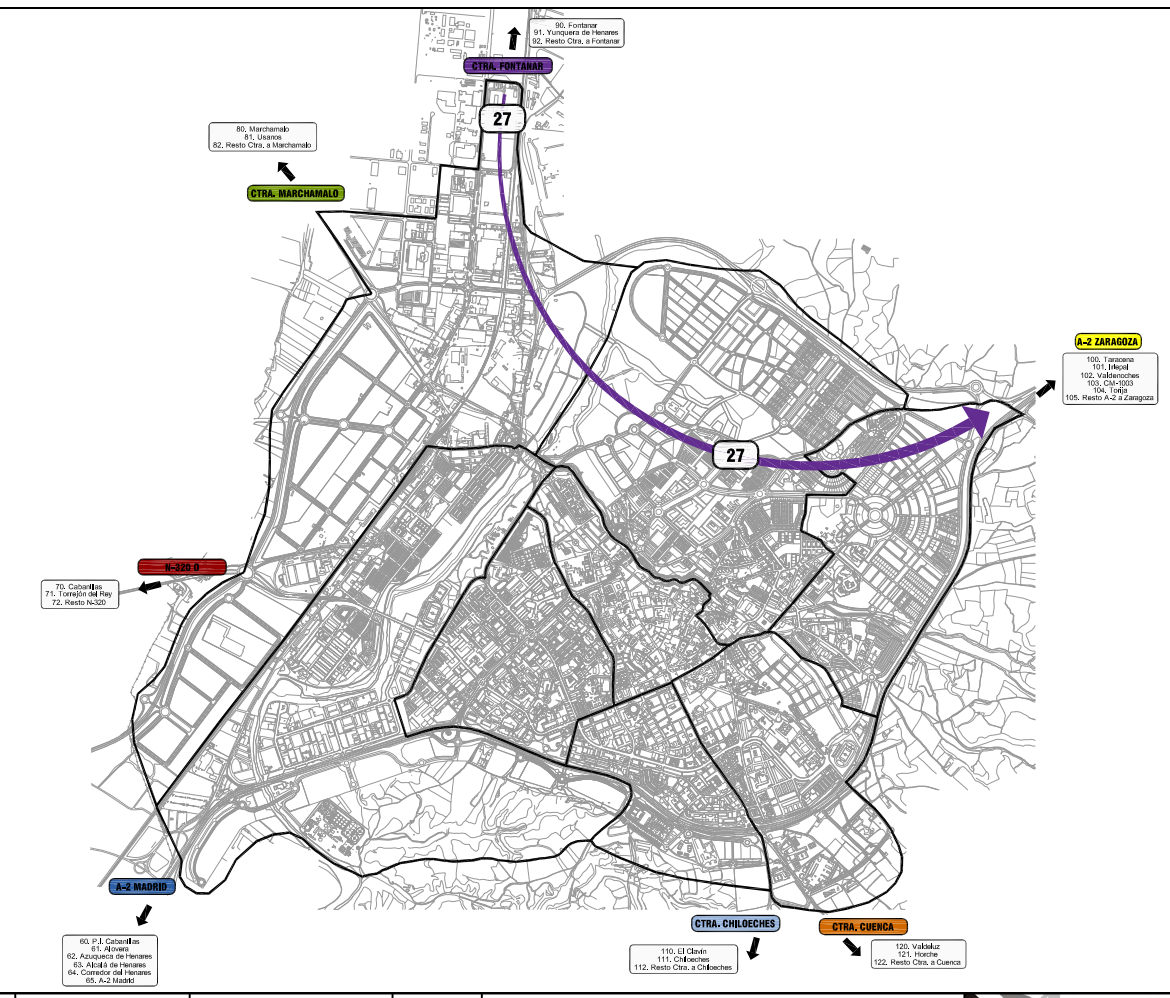 90. Fontanar
91. Yunquera de Henares
92. Resto Ctra. a Fontanar
CTRA. FONTANAR
27
80. Marchamalo
81. Usanos
82. Resto Ctra. a Marchamalo
CTRA. MARCHAMALO
A-2 ZARAGOZA
100. Taracena
101. Iriepal
102. Valdenoches
103. CM-1003
104. Torija
105. Resto A-2 a Zaragoza
27
N-320 O
70. Cabanillas
71. Torrejón del Rey
72. Resto N-320
A-2 MADRID
60. P.I. Cabanillas
61. Alovera
62. Azuqueca de Henares
63. Alcalá de Henares
64. Corredor del Henares
65. A-2 Madrid
CTRA. CHILOECHES
110. El Clavín
111. Chiloeches
112. Resto Ctra. a Chiloeches
CTRA. CUENCA
120. Valdeluz
121. Horche
122. Resto Ctra. a Cuenca